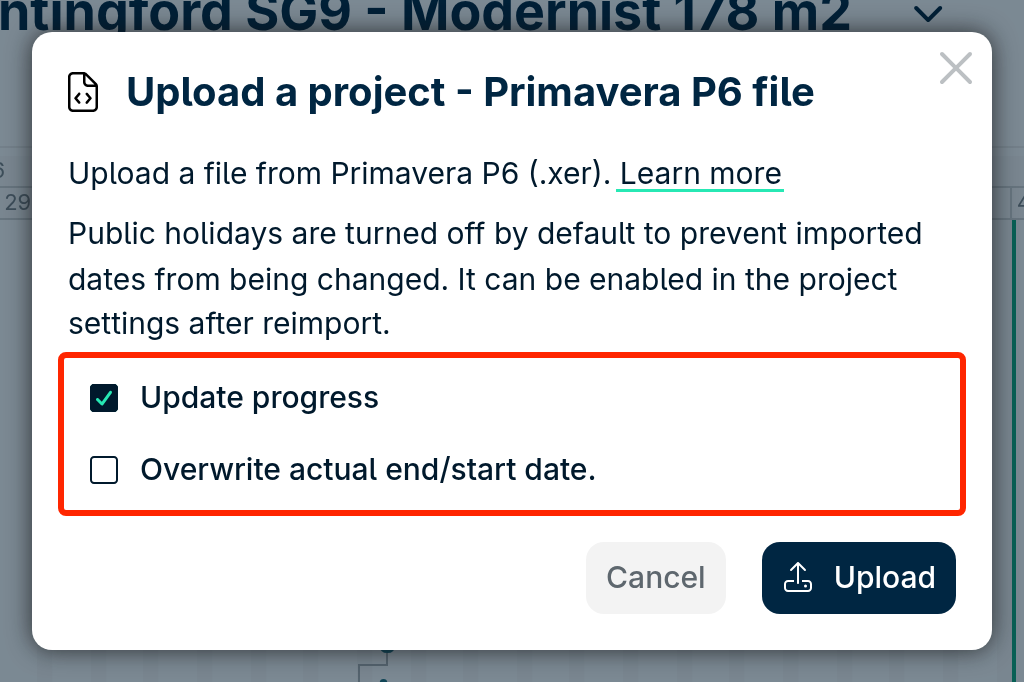 ntingford SG9 - Modernist 178 m2
Upload a project - Primavera P6 file
Upload a file from Primavera P6 (.xer). Learn more
29
Public holidays are turned off by default to prevent imported
dates from being changed. It can be enabled in the project
settings after reimport.
Update progress
Overwrite actual end/start date.
Cancel
Upload